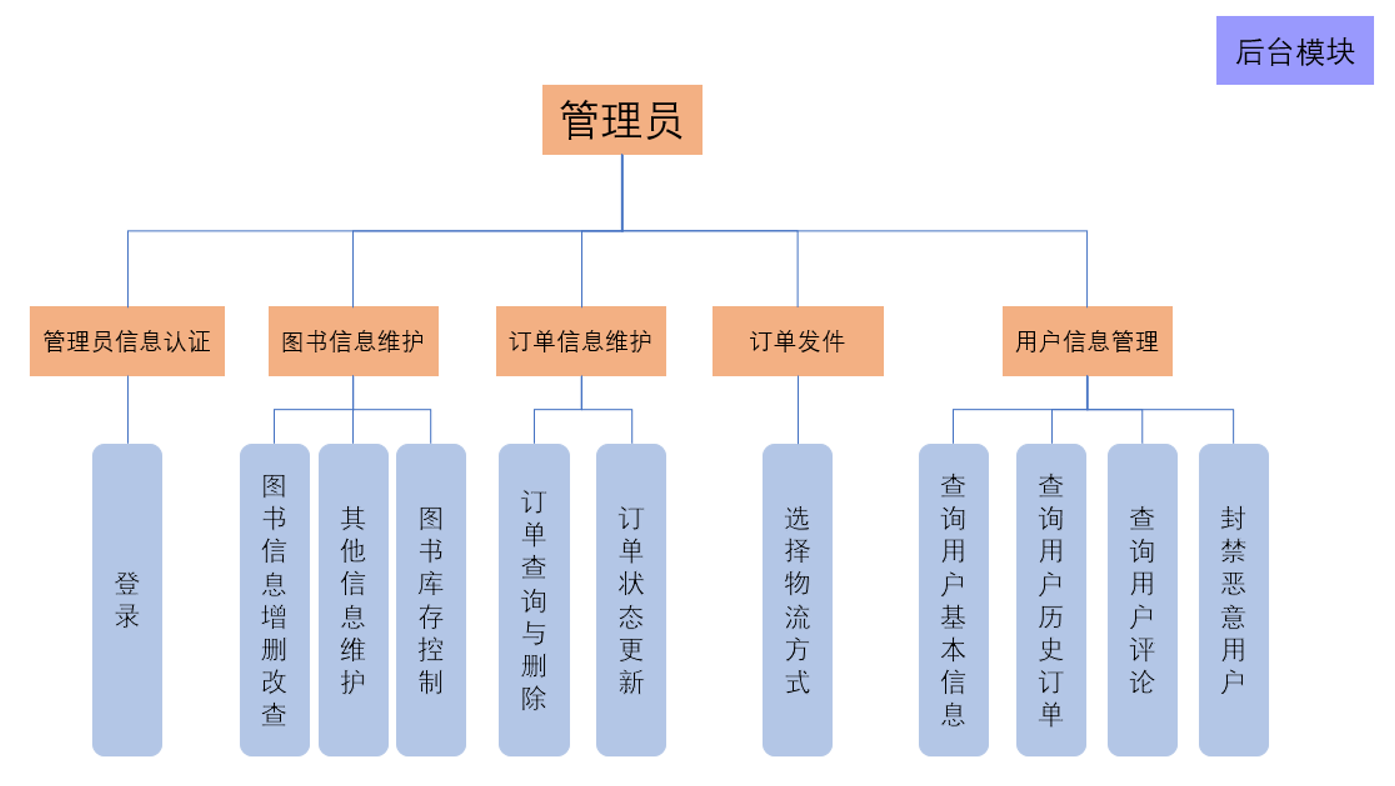 后台模块
管理员
管理员信息认证
图书信息维护
订单信息维护
订单发件
用户信息管理
登录
图书信息增删改查
其他信息维护
图书库存控制
订单查询与删除
订单状态更新
选择物流方式
查询用户基本信息
查询用户历史订单
查询用户评论
封禁恶意用户